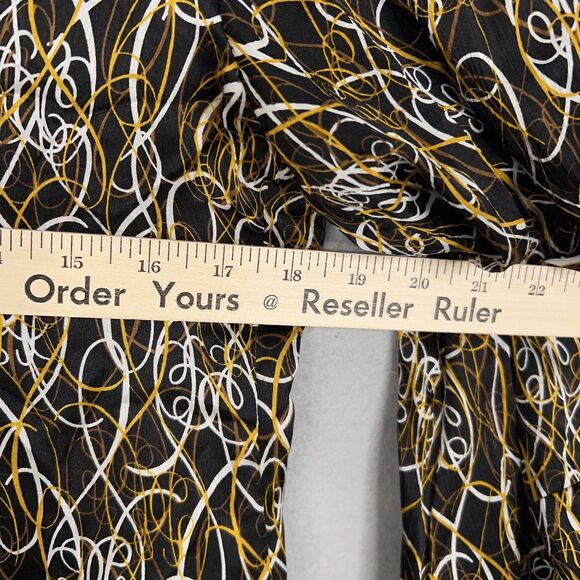 15 16 17 18 19 20 21 22
Order Yours @ Reseller Ruler